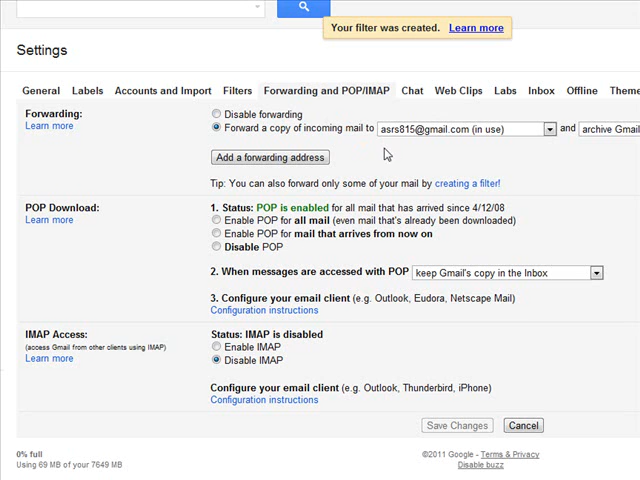 Your filter was created. Learn more
Settings
General Labels Accounts and Import Filters Forwarding and POP/IMAP Chat Web Clips Labs Inbox Offline Theme
Forwarding:
Learn more
Disable forwarding
Forward a copy of incoming mail to asrs815@gmail.com (in use) and archive Gmail
Add a forwarding address
Tip: You can also forward only some of your mail by creating a filter!
POP Download:
Learn more
1. Status: POP is enabled for all mail that has arrived since 4/12/08
Enable POP for all mail (even mail that's already been downloaded)
Enable POP for mail that arrives from now on
Disable POP
2. When messages are accessed with POP keep Gmail's copy in the Inbox
3. Configure your email client (e.g. Outlook, Eudora, Netscape Mail)
Configuration instructions
IMAP Access:
(access Gmail from other clients using IMAP)
Learn more
Status: IMAP is disabled
Enable IMAP
Disable IMAP
Configure your email client (e.g. Outlook, Thunderbird, iPhone)
Configuration instructions
Save Changes Cancel
0% full
Using 69 MB of your 7649 MB
©2011 Google - Terms & Privacy
Disable buzz